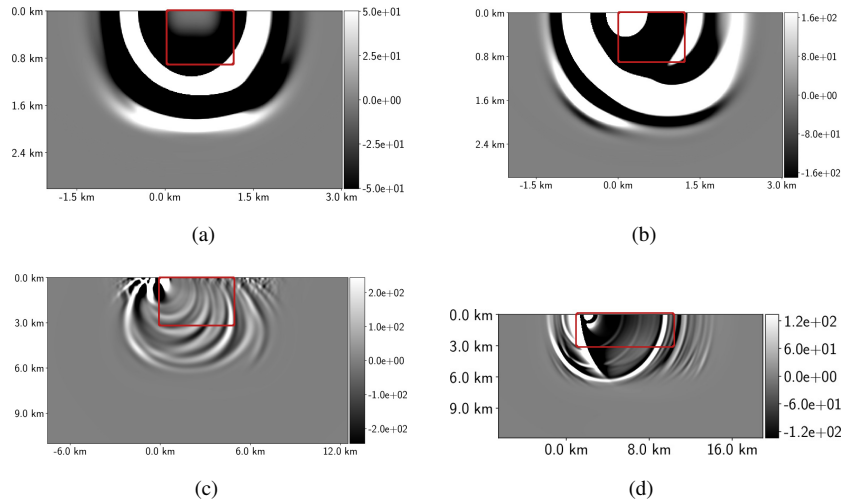 0.0 km
0.8 km
1.6 km
2.4 km
-1.5 km 0.0 km 1.5 km 3.0 km
5.0e+01
2.5e+01
0.0e+00
-2.5e+01
-5.0e+01
(a)
0.0 km
0.8 km
1.6 km
2.4 km
-1.5 km 0.0 km 1.5 km 3.0 km
1.6e+02
8.0e+01
0.0e+00
-8.0e+01
-1.6e+02
(b)
0.0 km
3.0 km
6.0 km
9.0 km
-6.0 km 0.0 km 6.0 km 12.0 km
2.0e+02
1.0e+02
0.0e+00
-1.0e+02
-2.0e+02
(c)
0.0 km
3.0 km
6.0 km
9.0 km
0.0 km 8.0 km 16.0 km
1.2e+02
6.0e+01
0.0e+00
-6.0e+01
-1.2e+02
(d)